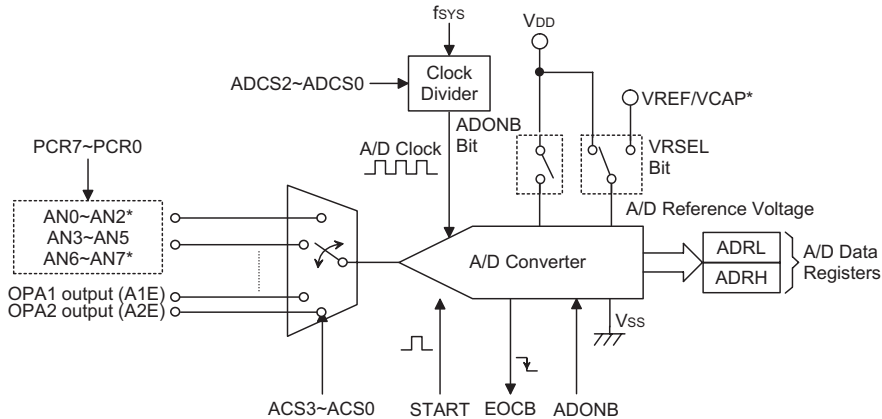 fSYS
VDD
ADCS2~ADCS0
Clock
Divider
VREF/VCAP*
PCR7~PCR0
A/D Clock
ADONB
Bit
VRSEL
Bit
AN0~AN2*
AN3~AN5
AN6~AN7*
A/D Reference Voltage
A/D Converter
ADRL
ADRH
A/D Data
Registers
OPA1 output (A1E)
OPA2 output (A2E)
VSS
ACS3~ACS0
START
EOCB
ADONB